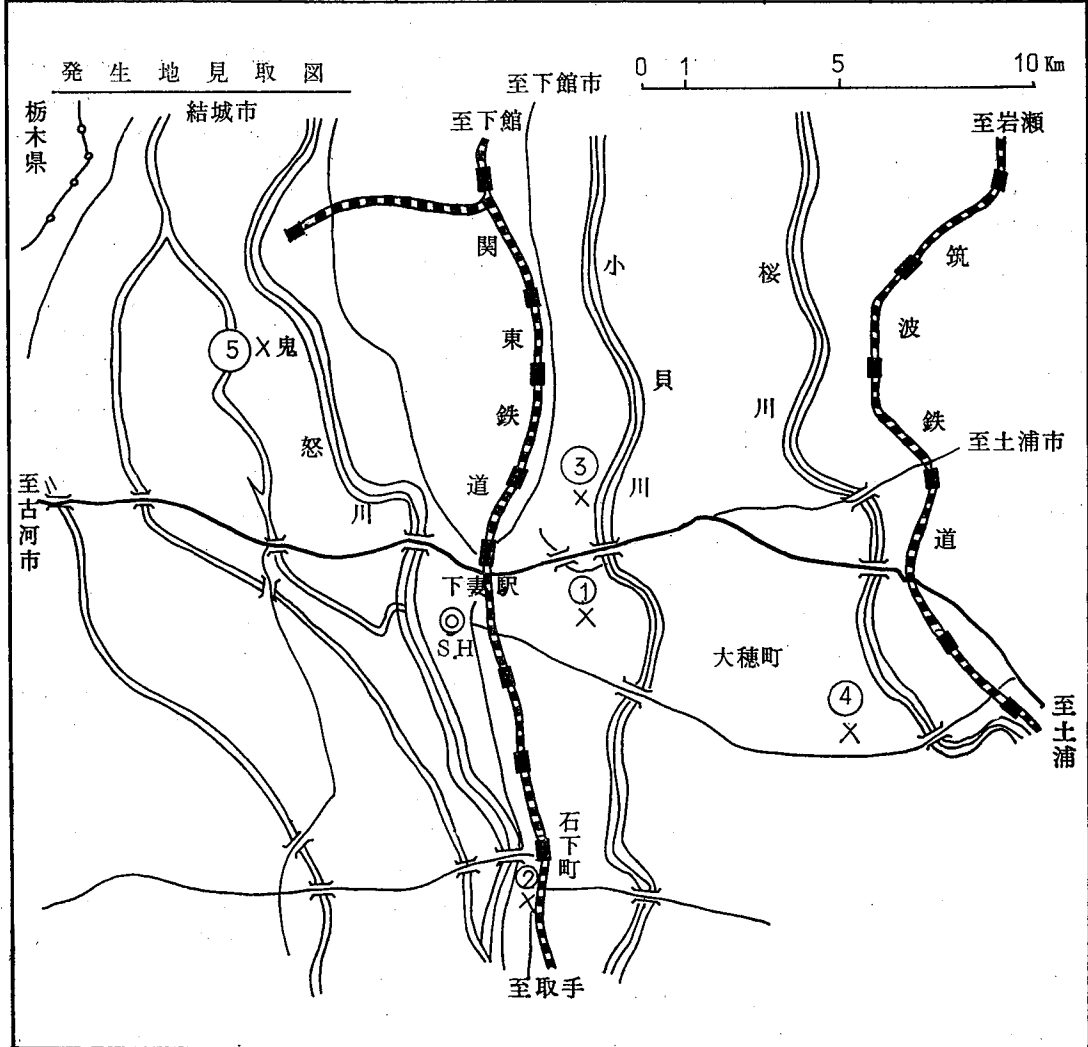 発生地見取図
0 1 5 10 Km
至下館市
結城市
栃木県
至下館
至岩瀬
関東鉄道
小貝川
桜川
筑波鉄道
⑤
鬼怒川
③
至土浦市
至古河市
下妻駅
①
S.H
大穂町
④
至土浦
石下町
②
至取手